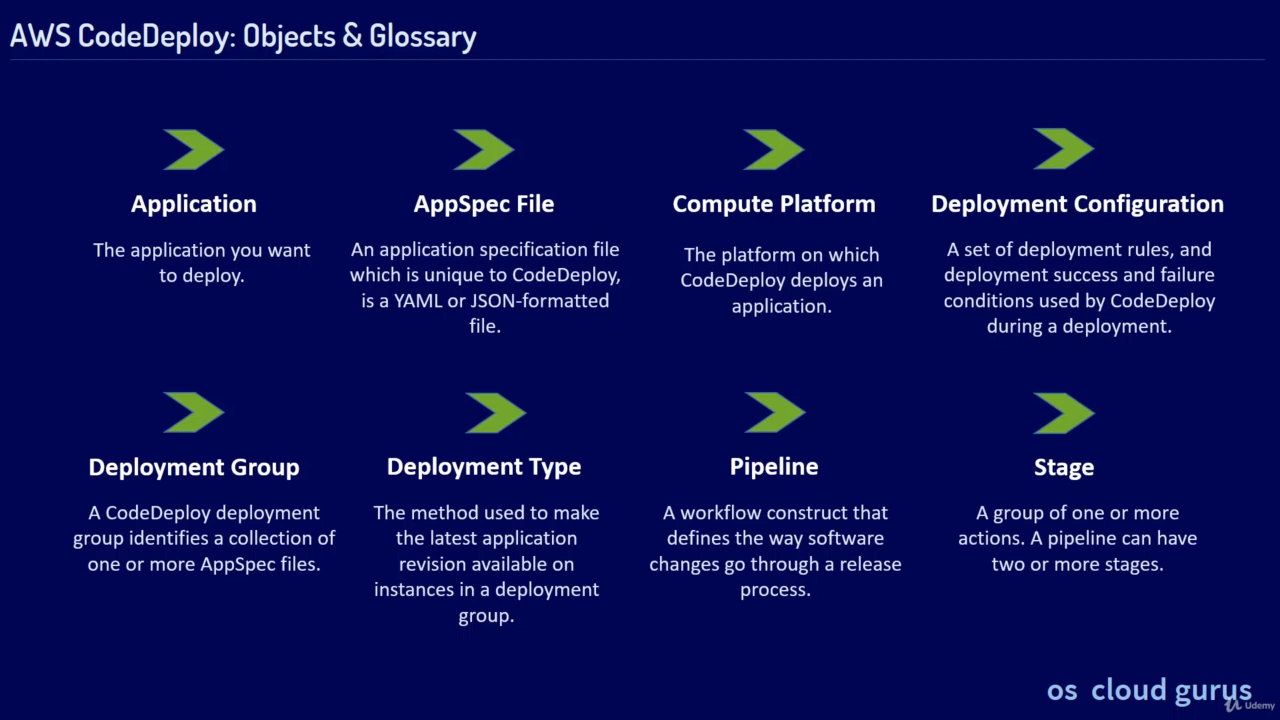 AWS CodeDeploy: Objects & Glossary
Application
The application you want
to deploy.
AppSpec File
An application specification file
which is unique to CodeDeploy,
is a YAML or JSON-formatted
file.
Compute Platform
The platform on which
CodeDeploy deploys an
application.
Deployment Configuration
A set of deployment rules, and
deployment success and failure
conditions used by CodeDeploy
during a deployment.
Deployment Group
A CodeDeploy deployment
group identifies a collection of
one or more AppSpec files.
Deployment Type
The method used to make
the latest application
revision available on
instances in a deployment
group.
Pipeline
A workflow construct that
defines the way software
changes go through a release
process.
Stage
A group of one or more
actions. A pipeline can have
two or more stages.
os cloud gurus
Udemy